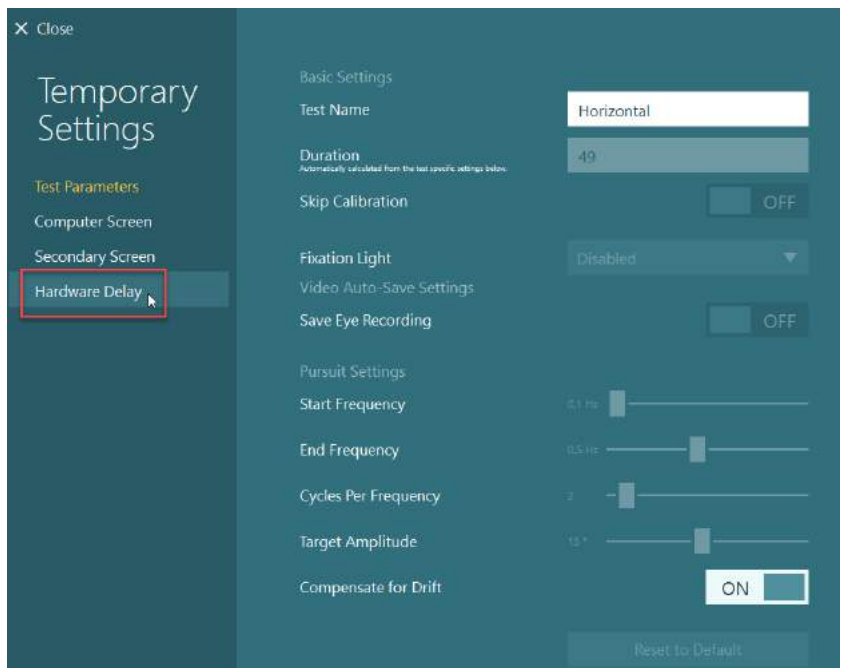 Close
Temporary
Settings
Test Parameters
Computer Screen
Secondary Screen
Hardware Delay
Basic Settings
Test Name Horizontal
Duration 49
Automatically calculated from the test specific settings below.
Skip Calibration OFF
Fixation Light Disabled
Video Auto-Save Settings
Save Eye Recording OFF
Pursuit Settings
Start Frequency 0,1 Hz
End Frequency 0,5 Hz
Cycles Per Frequency 2
Target Amplitude 15 °
Compensate for Drift ON
Reset to Default